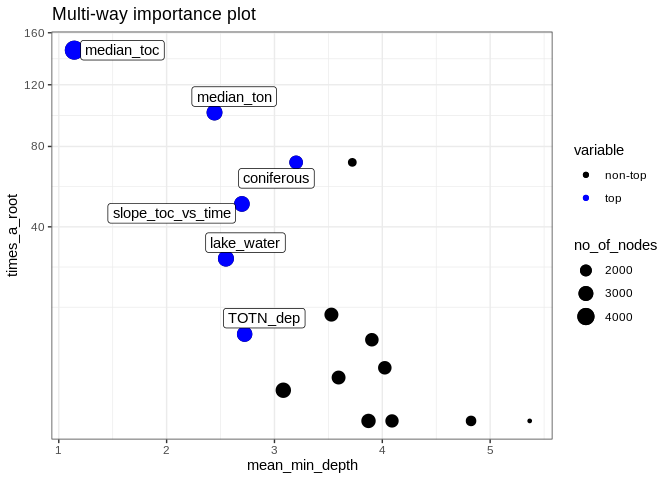 Multi-way importance plot
160
120
80
40
times_a_root
median_toc
median_ton
coniferous
slope_toc_vs_time
lake_water
TOTN_dep
1
2
3
4
5
mean_min_depth
variable
non-top
top
no_of_nodes
2000
3000
4000